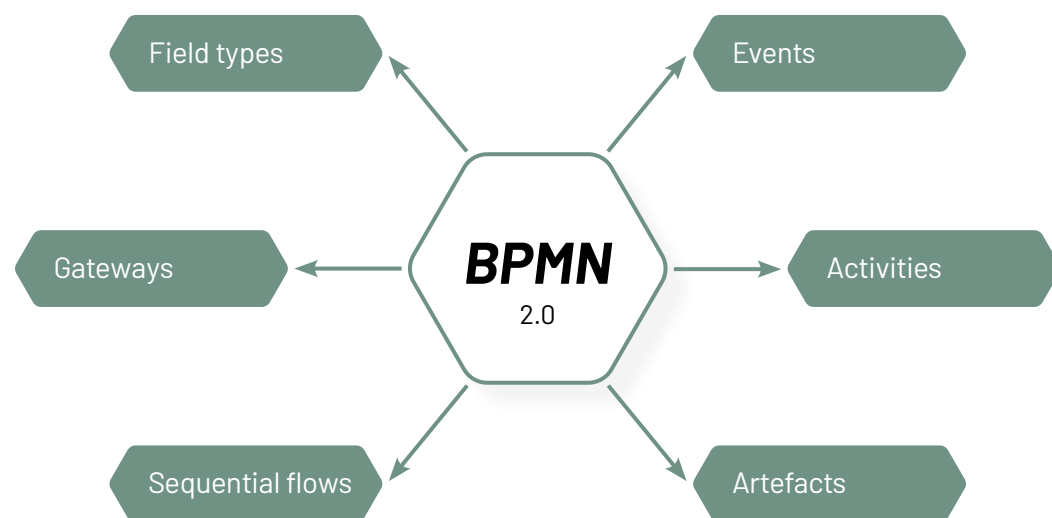 Field types
Events
Gateways
BPMN
2.0
Activities
Sequential flows
Artefacts